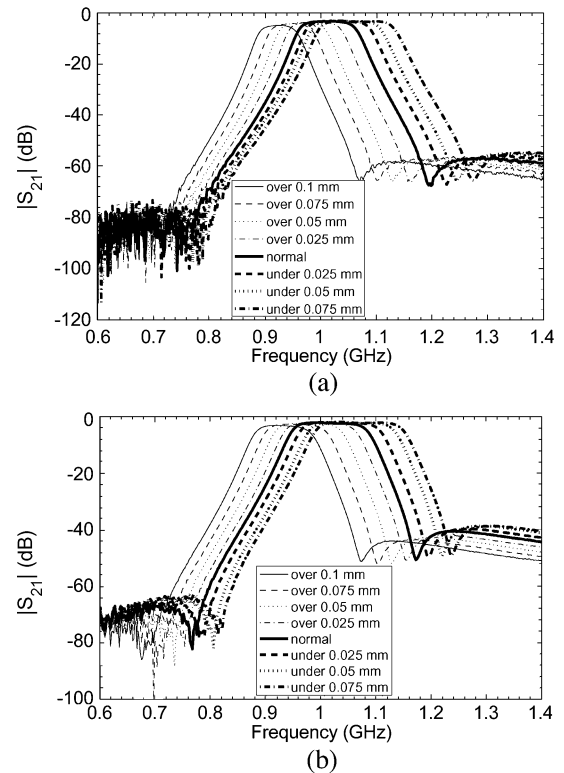 0
-20
-40
-60
-80
-100
-120
|S21| (dB)
over 0.1 mm
over 0.075 mm
over 0.05 mm
over 0.025 mm
normal
under 0.025 mm
under 0.05 mm
under 0.075 mm
0.6 0.7 0.8 0.9 1 1.1 1.2 1.3 1.4
Frequency (GHz)
(a)
0
-20
-40
-60
-80
-100
|S21| (dB)
over 0.1 mm
over 0.075 mm
over 0.05 mm
over 0.025 mm
normal
under 0.025 mm
under 0.05 mm
under 0.075 mm
0.6 0.7 0.8 0.9 1 1.1 1.2 1.3 1.4
Frequency (GHz)
(b)